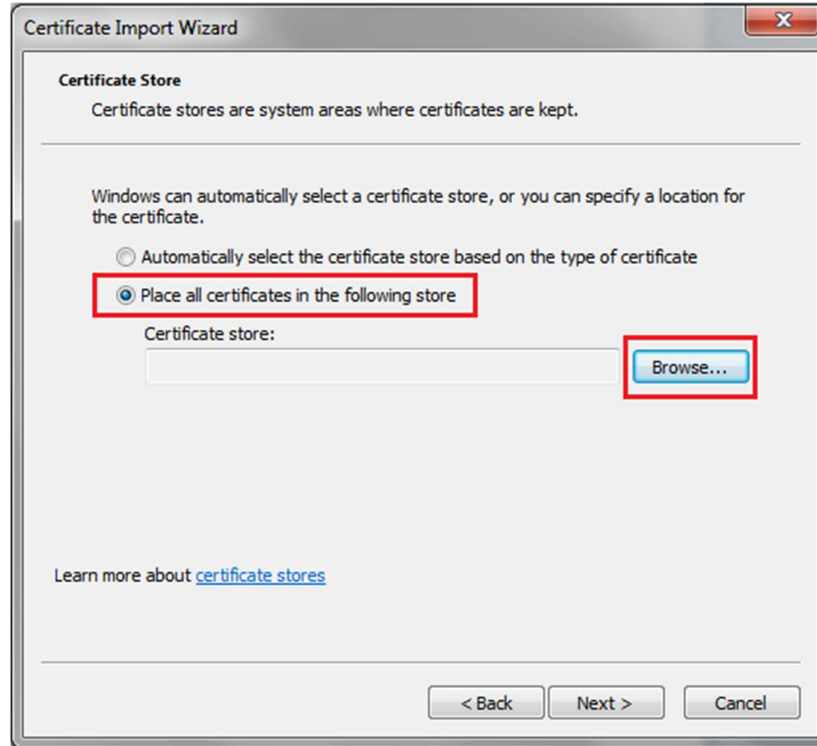 Certificate Import Wizard
Certificate Store
Certificate stores are system areas where certificates are kept.
Windows can automatically select a certificate store, or you can specify a location for
the certificate.
Automatically select the certificate store based on the type of certificate
Place all certificates in the following store
Certificate store:
Browse...
Learn more about certificate stores
< Back Next > Cancel